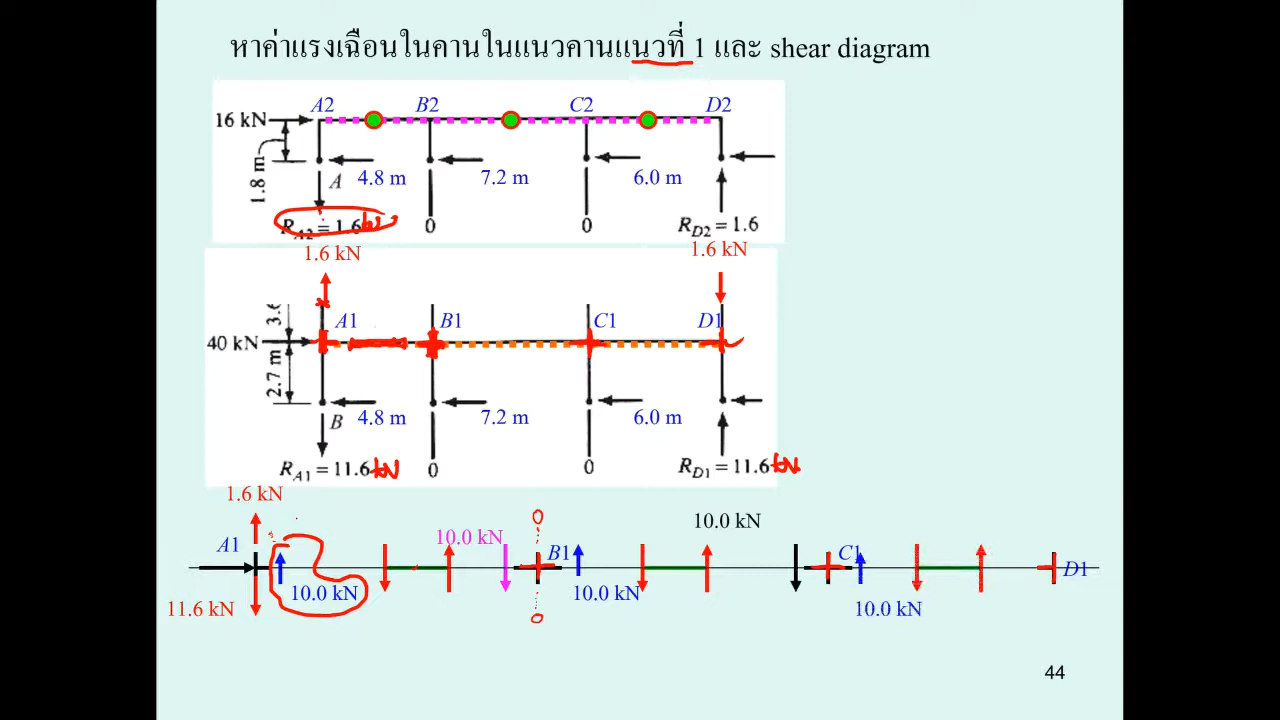 หาค่าแรงเฉือนในคานในแนวคานแนวที่ 1 และ shear diagram
A2 B2 C2 D2
16 kN
1.8 m
A 4.8 m 7.2 m 6.0 m
R_A2 = 1.6 0 0 R_D2 = 1.6
1.6 kN 1.6 kN
3.6
A1 B1 C1 D1
40 kN
2.7 m
B 4.8 m 7.2 m 6.0 m
R_A1 = 11.6 kN 0 0 R_D1 = 11.6 kN
1.6 kN
10.0 kN 10.0 kN
A1 B1 C1 D1
11.6 kN 10.0 kN 10.0 kN 10.0 kN
44